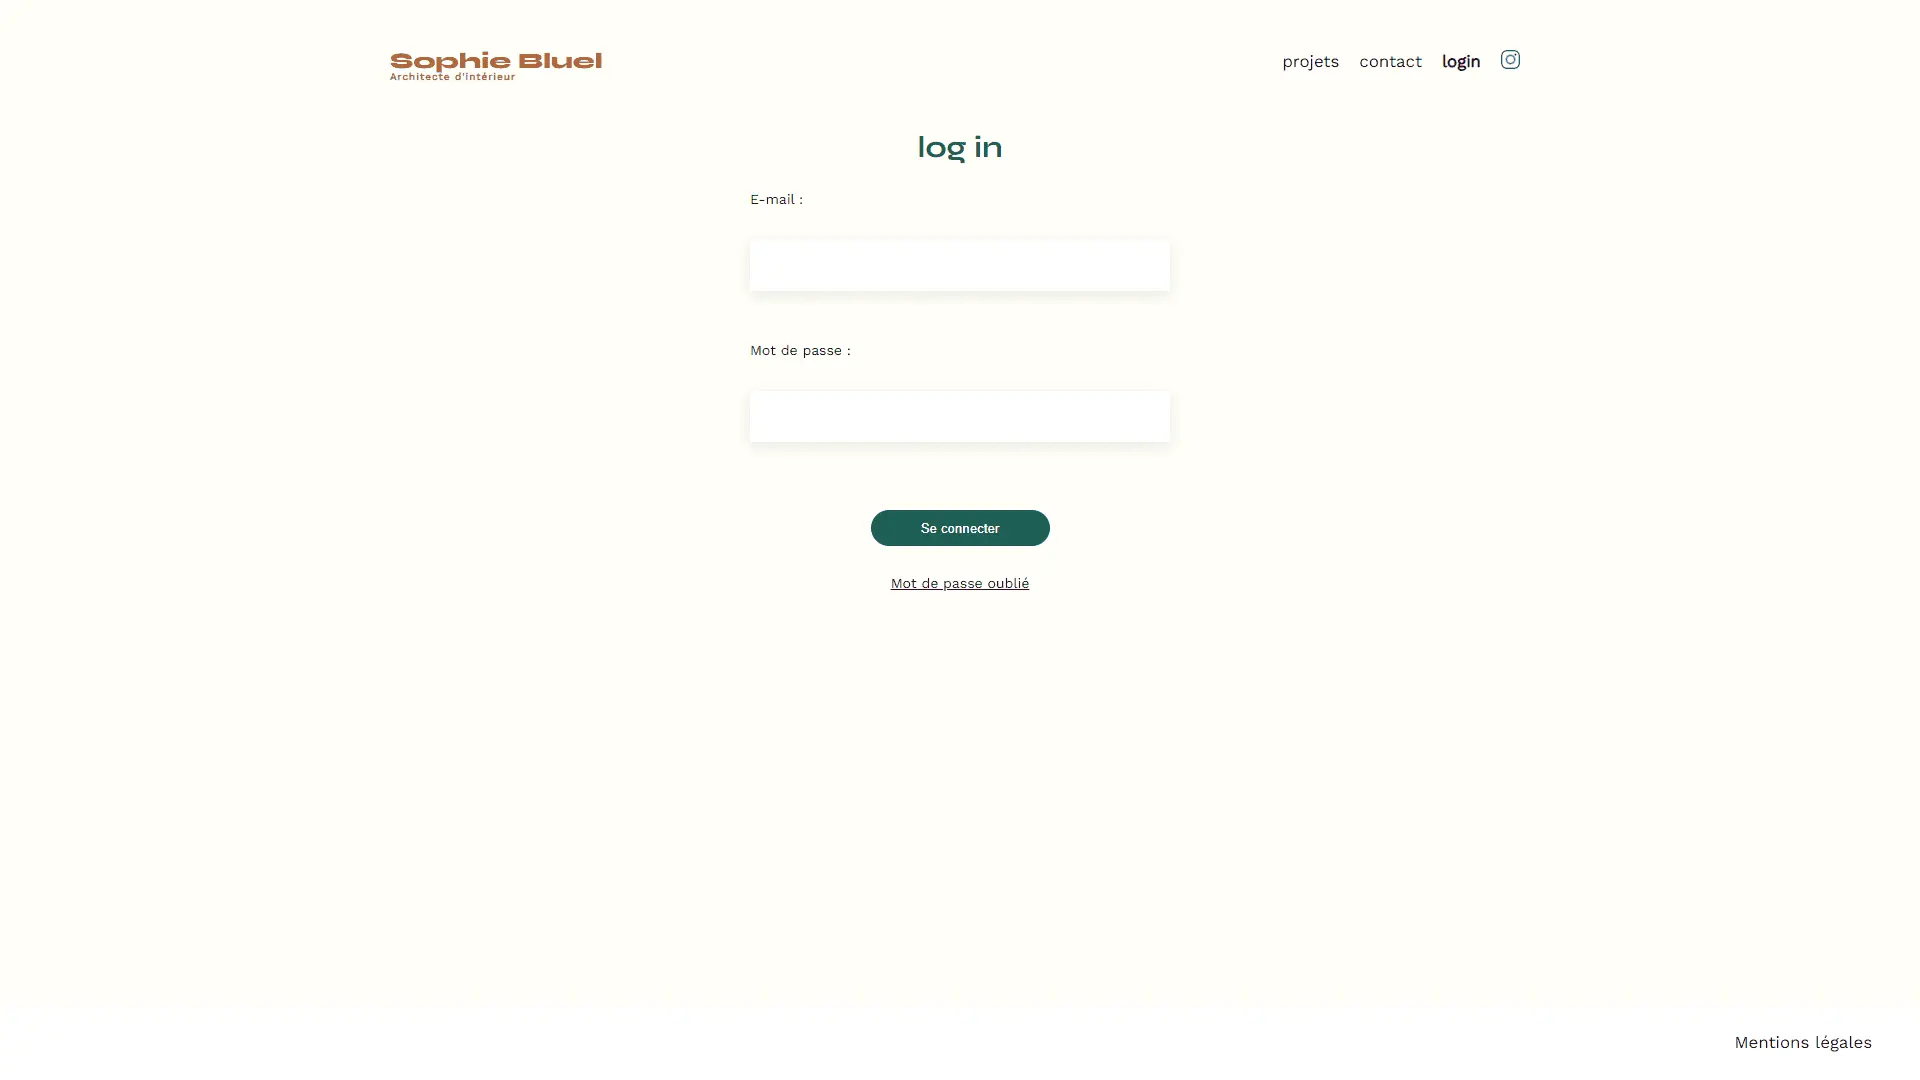 Sophie Bluel
Architecte d'intérieur
projets
contact
login
log in
E-mail :
Mot de passe :
Se connecter
Mot de passe oublié
Mentions légales